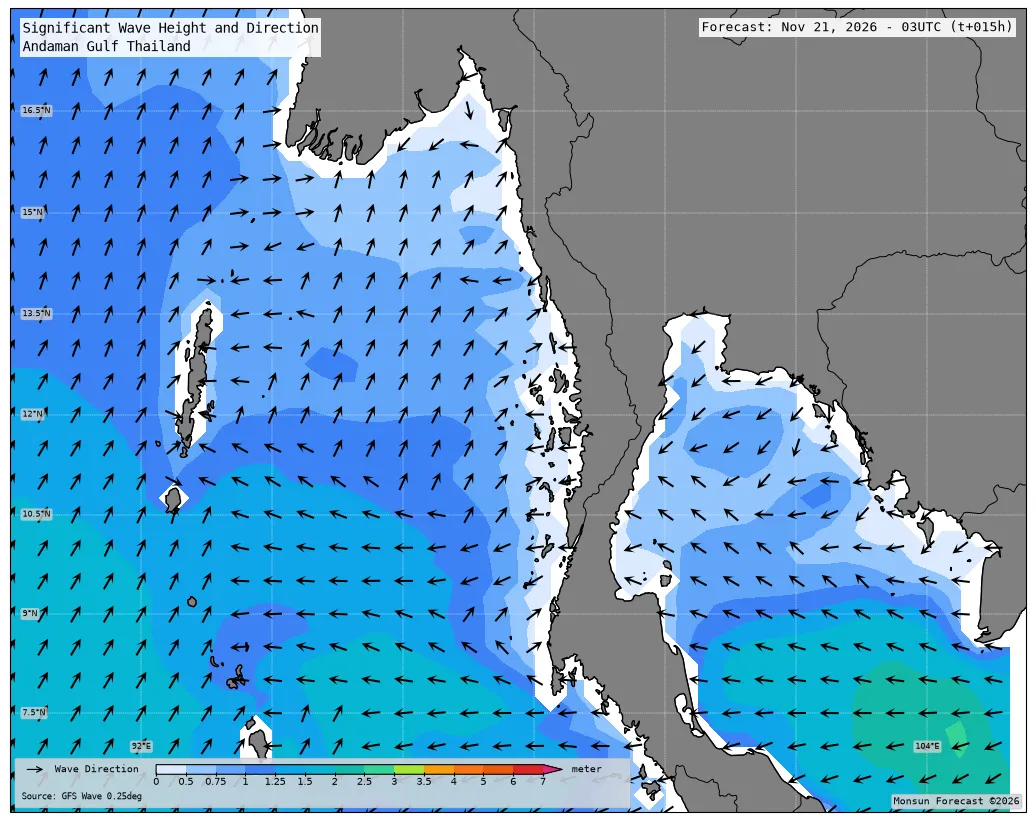 Significant Wave Height and Direction
Andaman Gulf Thailand
Forecast: Nov 21, 2026 - 03UTC (t+015h)
16.5°N
15°N
13.5°N
12°N
10.5°N
9°N
7.5°N
92°E
104°E
Wave Direction
0 0.5 0.75 1 1.25 1.5 2 2.5 3 3.5 4 5 6 7
meter
Source: GFS Wave 0.25deg
Monsun Forecast ©2026